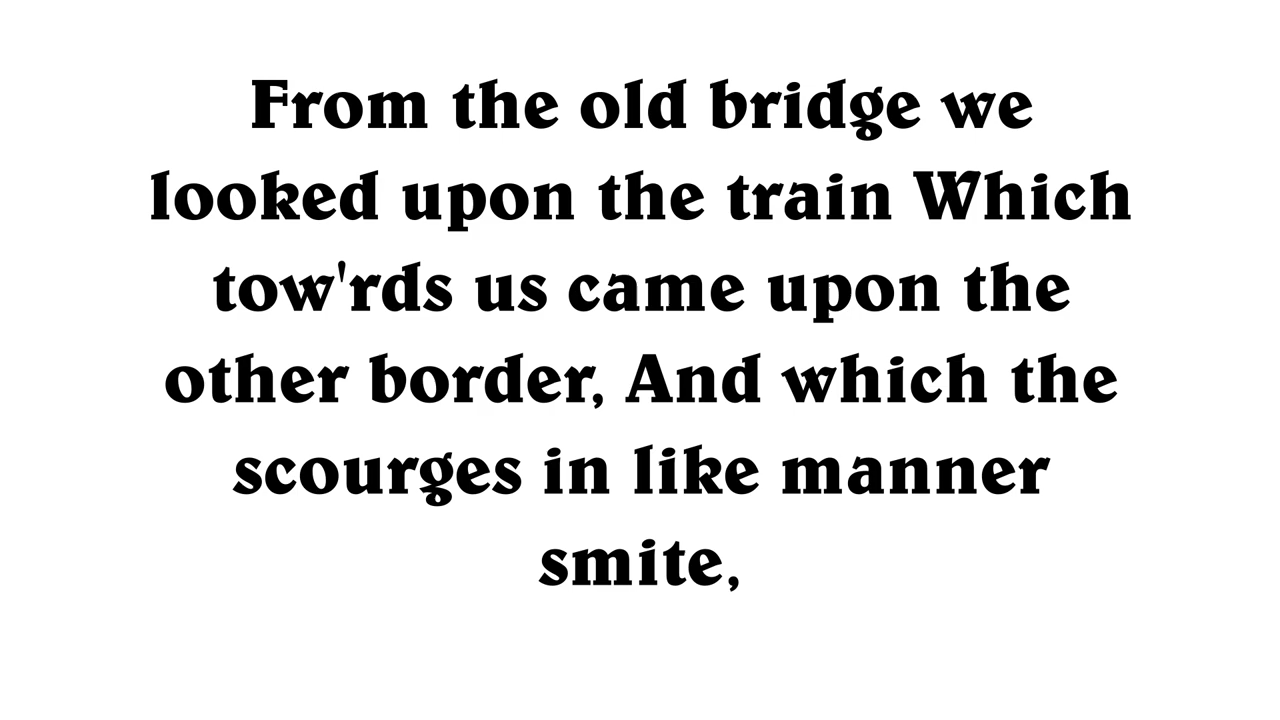 From the old bridge we
looked upon the train Which
tow'rds us came upon the
other border, And which the
scourges in like manner
smite,